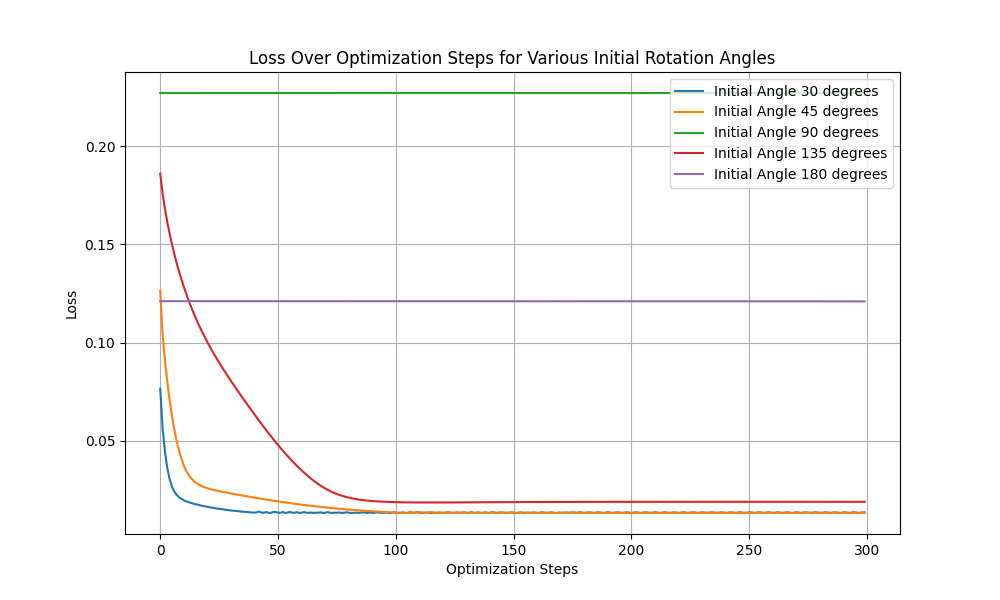 Loss Over Optimization Steps for Various Initial Rotation Angles
Initial Angle 30 degrees
Initial Angle 45 degrees
Initial Angle 90 degrees
Initial Angle 135 degrees
Initial Angle 180 degrees
0.20
0.15
0.10
0.05
Loss
0 50 100 150 200 250 300
Optimization Steps